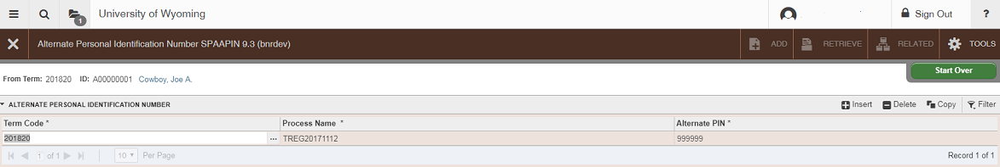 1 University of Wyoming Sign Out ?
Alternate Personal Identification Number SPAAPIN 9.3 (bnrdev) ADD RETRIEVE RELATED TOOLS
Start Over
From Term: 201820 ID: A00000001 Cowboy, Joe A.
ALTERNATE PERSONAL IDENTIFICATION NUMBER Insert Delete Copy Filter
Term Code * Process Name * Alternate PIN *
201820 ... TREG20171112 999999
1 of 1 10 Per Page Record 1 of 1